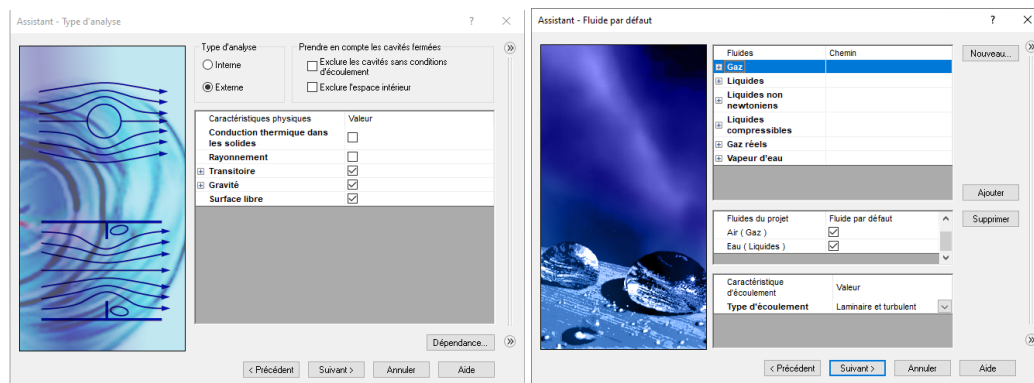 Assistant - Type d'analyse
Type d'analyse
Interne
Externe
Prendre en compte les cavités fermées
Exclure les cavités sans conditions
d'écoulement
Exclure l'espace intérieur
Caractéristiques physiques Valeur
Conduction thermique dans
les solides
Rayonnement
Transitoire
Gravité
Surface libre
Dépendance...
< Précédent Suivant > Annuler Aide
Assistant - Fluide par défaut
Fluides Chemin
Gaz
Liquides
Liquides non
newtoniens
Liquides
compressibles
Gaz réels
Vapeur d'eau
Nouveau...
Ajouter
Fluides du projet Fluide par défaut
Air ( Gaz )
Eau ( Liquides )
Supprimer
Caractéristique
d'écoulement Valeur
Type d'écoulement Laminaire et turbulent
< Précédent Suivant > Annuler Aide